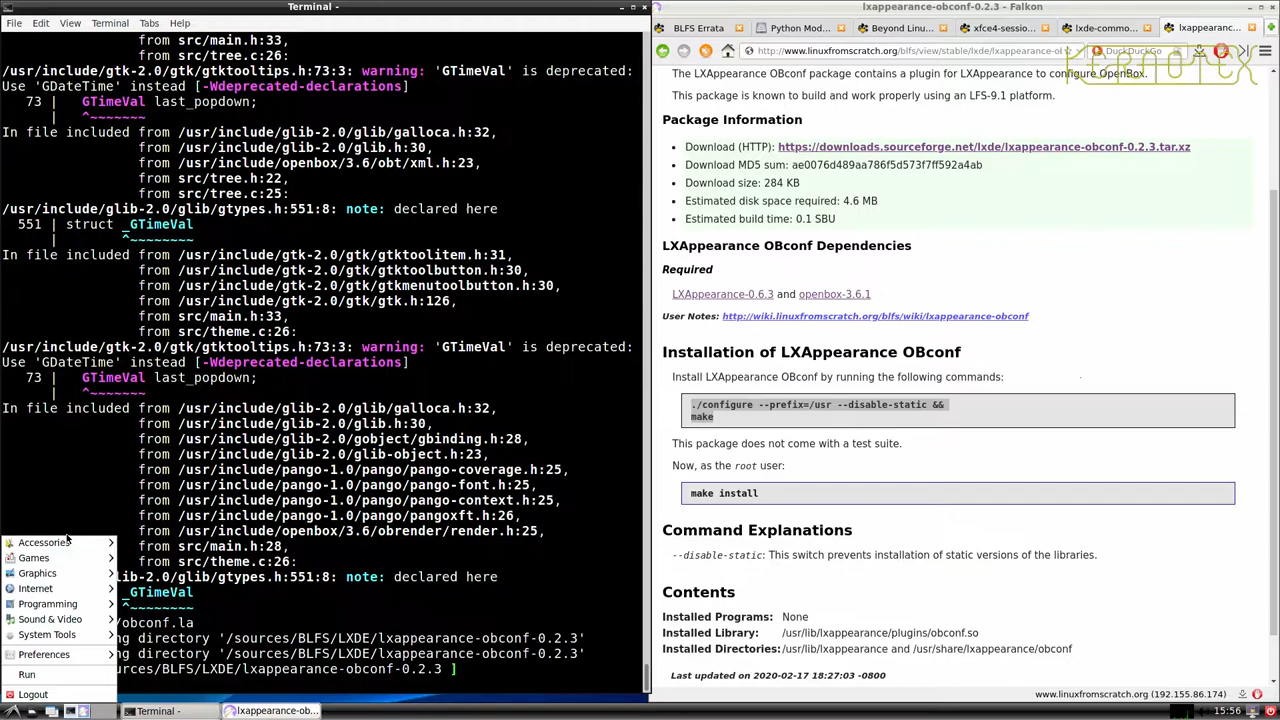 Terminal -
File Edit View Terminal Tabs Help
from src/main.h:33,
from src/tree.c:26:
/usr/include/gtk-2.0/gtk/gtktooltips.h:73:3: warning: 'GTimeVal' is deprecated:
Use 'GDateTime' instead [-Wdeprecated-declarations]
73 | GTimeVal last_popdown;
| ^~~~~~~~
In file included from /usr/include/glib-2.0/glib/galloca.h:32,
from /usr/include/glib-2.0/glib.h:30,
from /usr/include/openbox/3.6/obt/xml.h:23,
from src/tree.h:22,
from src/tree.c:25:
/usr/include/glib-2.0/glib/gtypes.h:551:8: note: declared here
551 | struct _GTimeVal
| ^~~~~~~~~
In file included from /usr/include/gtk-2.0/gtk/gtktoolitem.h:31,
from /usr/include/gtk-2.0/gtk/gtktoolbutton.h:30,
from /usr/include/gtk-2.0/gtk/gtkmenutoolbutton.h:30,
from /usr/include/gtk-2.0/gtk/gtk.h:126,
from src/main.h:33,
from src/theme.c:26:
/usr/include/gtk-2.0/gtk/gtktooltips.h:73:3: warning: 'GTimeVal' is deprecated:
Use 'GDateTime' instead [-Wdeprecated-declarations]
73 | GTimeVal last_popdown;
| ^~~~~~~~
In file included from /usr/include/glib-2.0/glib/galloca.h:32,
from /usr/include/glib-2.0/glib.h:30,
from /usr/include/glib-2.0/gobject/gbinding.h:28,
from /usr/include/glib-2.0/glib-object.h:23,
from /usr/include/pango-1.0/pango/pango-coverage.h:25,
from /usr/include/pango-1.0/pango/pango-font.h:25,
from /usr/include/pango-1.0/pango/pango-context.h:25,
from /usr/include/pango-1.0/pango/pangoxft.h:26,
from /usr/include/openbox/3.6/obrender/render.h:25,
from src/main.h:28,
from src/theme.c:26:
lib-2.0/glib/gtypes.h:551:8: note: declared here
_GTimeVal
^~~~~~~~~
obconf.la
ng directory '/sources/BLFS/LXDE/lxappearance-obconf-0.2.3'
ng directory '/sources/BLFS/LXDE/lxappearance-obconf-0.2.3'
urces/BLFS/LXDE/lxappearance-obconf-0.2.3 ]
Accessories
Games
Graphics
Internet
Programming
Sound & Video
System Tools
Preferences
Run
Logout
lxappearance-obconf-0.2.3 - Falkon
BLFS Errata
Python Mod...
Beyond Linu...
xfce4-sessio...
lxde-commo...
lxappearanc...
http://www.linuxfromscratch.org/blfs/view/stable/lxde/lxappearance-ol
DuckDuckGo
KERNOTEX
The LXAppearance OBconf package contains a plugin for LXAppearance to configure OpenBox.
This package is known to build and work properly using an LFS-9.1 platform.
Package Information
Download (HTTP): https://downloads.sourceforge.net/lxde/lxappearance-obconf-0.2.3.tar.xz
Download MD5 sum: ae0076d489aa786f5d573f7ff592a4ab
Download size: 284 KB
Estimated disk space required: 4.6 MB
Estimated build time: 0.1 SBU
LXAppearance OBconf Dependencies
Required
LXAppearance-0.6.3 and openbox-3.6.1
User Notes: http://wiki.linuxfromscratch.org/blfs/wiki/lxappearance-obconf
Installation of LXAppearance OBconf
Install LXAppearance OBconf by running the following commands:
./configure --prefix=/usr --disable-static &&
make
This package does not come with a test suite.
Now, as the root user:
make install
Command Explanations
--disable-static: This switch prevents installation of static versions of the libraries.
Contents
Installed Programs: None
Installed Library: /usr/lib/lxappearance/plugins/obconf.so
Installed Directories: /usr/lib/lxappearance and /usr/share/lxappearance/obconf
Last updated on 2020-02-17 18:27:03 -0800
www.linuxfromscratch.org (192.155.86.174)
Terminal -
lxappearance-ob...
15:56